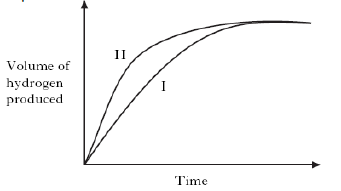 II
Volume of
hydrogen
produced
I
Time